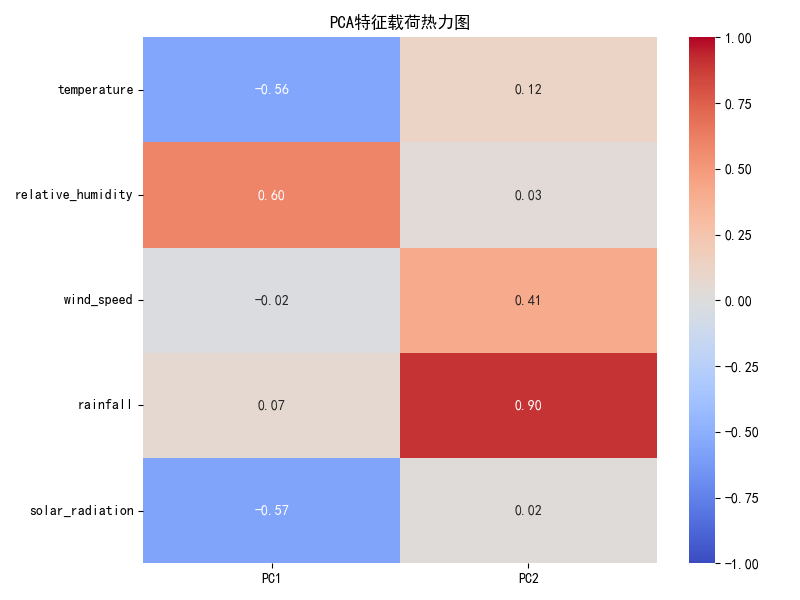 PCA特征载荷热力图
temperature
-0.56
0.12
relative_humidity
0.60
0.03
wind_speed
-0.02
0.41
rainfall
0.07
0.90
solar_radiation
-0.57
0.02
PC1
PC2
1.00
0.75
0.50
0.25
0.00
-0.25
-0.50
-0.75
-1.00